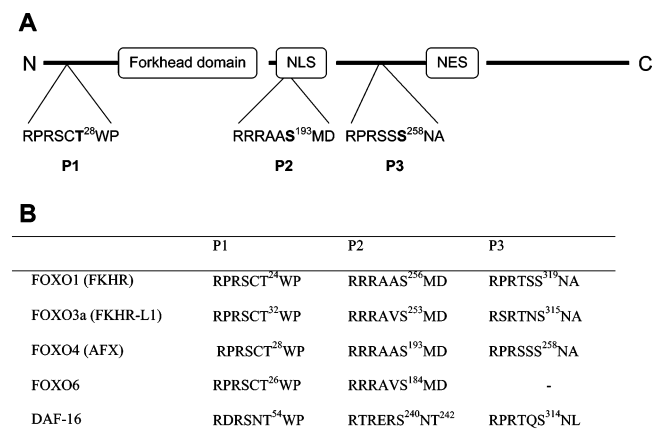 A
N Forkhead domain NLS NES C
RPRSCT²⁸WP RRRAAS¹⁹³MD RPRSSS²⁵⁸NA
P1 P2 P3
B
P1 P2 P3
FOXO1 (FKHR) RPRSCT²⁴WP RRRAAS²⁵⁶MD RPRTSS³¹⁹NA
FOXO3a (FKHR-L1) RPRSCT³²WP RRRAVS²⁵³MD RSRTNS³¹⁵NA
FOXO4 (AFX) RPRSCT²⁸WP RRRAAS¹⁹³MD RPRSSS²⁵⁸NA
FOXO6 RPRSCT²⁶WP RRRAVS¹⁸⁴MD -
DAF-16 RDRSNT⁵⁴WP RTRERS²⁴⁰NT²⁴² RPRTQS³¹⁴NL